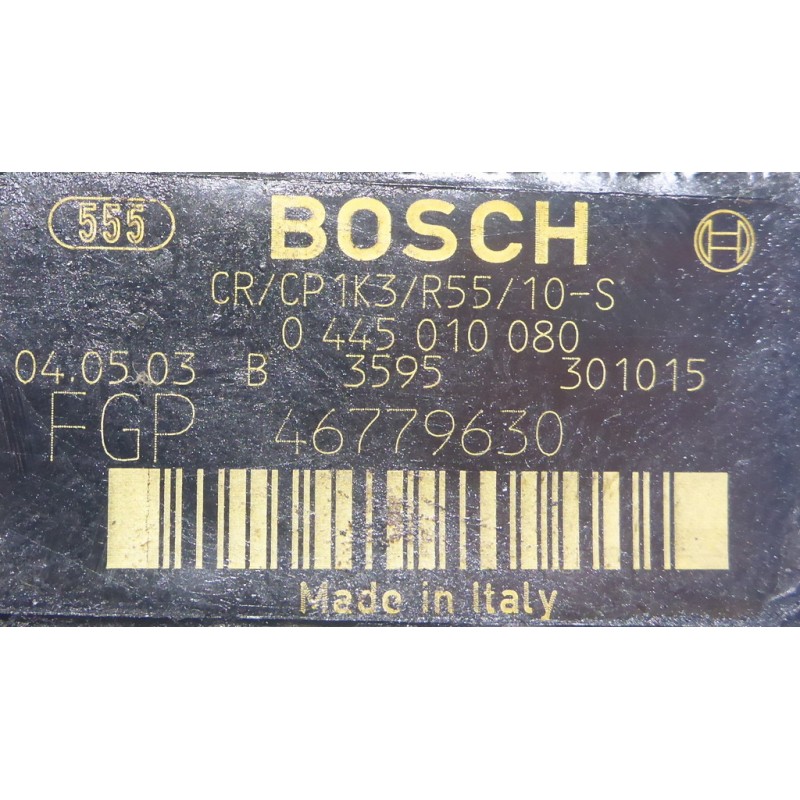 555 BOSCH
CR/CP1K3/R55/10-S
0 445 010 080
04.05.03 B 3595 301015
FGP 46779630
Made in Italy